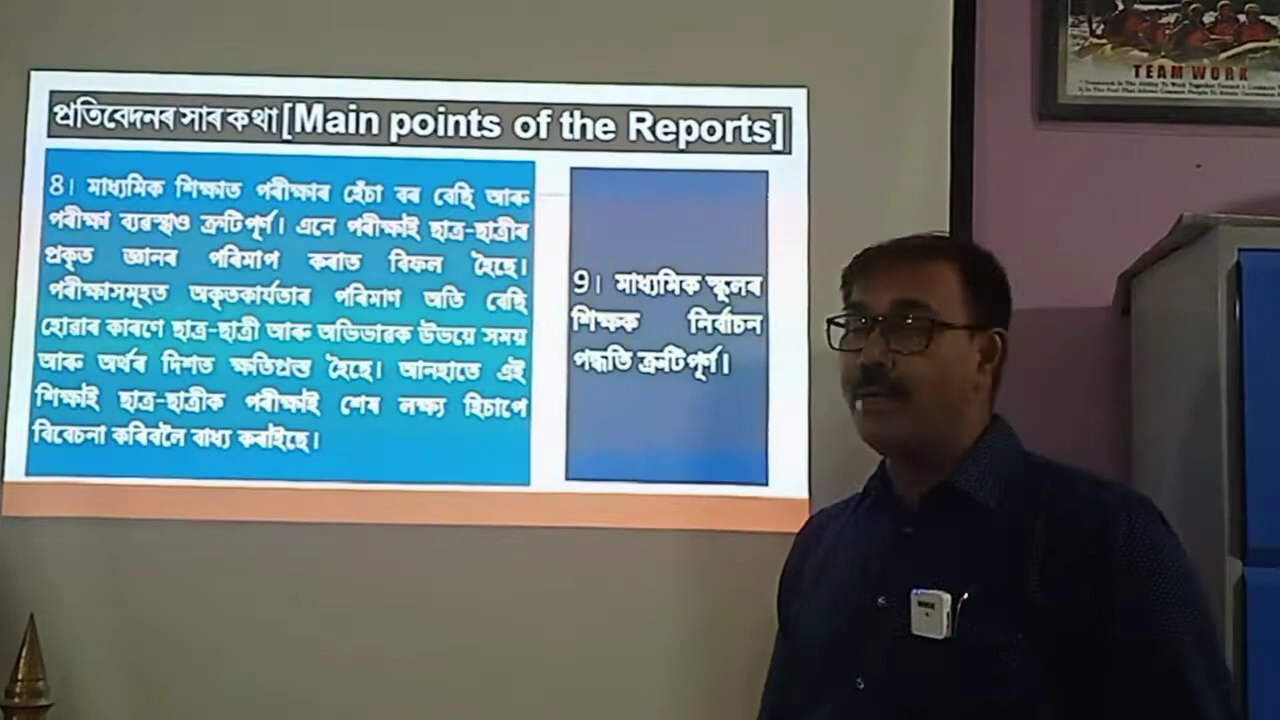 প্ৰতিবেদনৰ সাৰ কথা [Main points of the Reports]
8। মাধ্যমিক শিক্ষাত পৰীক্ষাৰ হেঁচা বৰ বেছি আৰু
পৰীক্ষা ব্যৱস্থাও ত্ৰুটিপূৰ্ণ। এনে পৰীক্ষাই ছাত্ৰ-ছাত্ৰীৰ
প্ৰকৃত জ্ঞানৰ পৰিমাপ কৰাত বিফল হৈছে।
পৰীক্ষাসমূহত অকৃতকাৰ্যতাৰ পৰিমাণ অতি বেছি
হোৱাৰ কাৰণে ছাত্ৰ-ছাত্ৰী আৰু অভিভাৱক উভয়ে সময়
আৰু অৰ্থৰ দিশত ক্ষতিগ্ৰস্ত হৈছে। আনহাতে এই
শিক্ষাই ছাত্ৰ-ছাত্ৰীক পৰীক্ষাই শেষ লক্ষ্য হিচাপে
বিবেচনা কৰিবলৈ বাধ্য কৰাইছে।
9। মাধ্যমিক স্কুলৰ
শিক্ষক নিৰ্বাচন
পদ্ধতি ত্ৰুটিপূৰ্ণ।
TEAM WORK